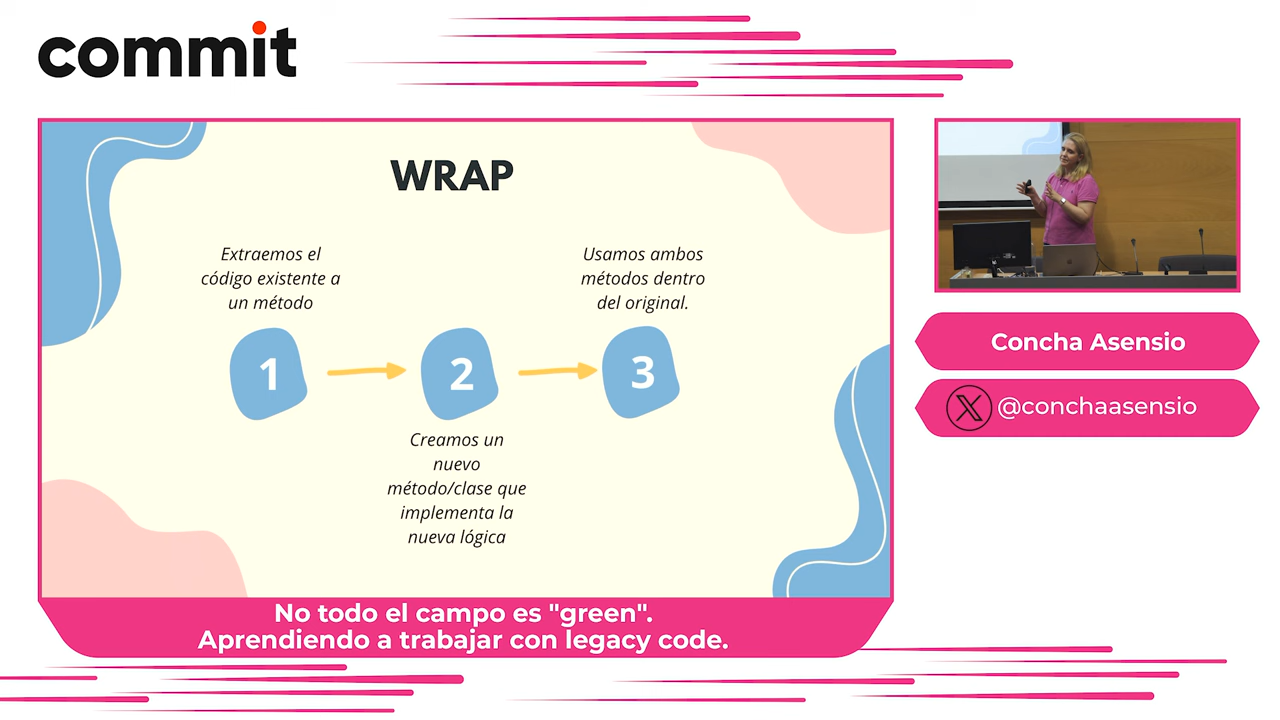 commit
WRAP
Extraemos el
código existente a
un método
Usamos ambos
métodos dentro
del original.
1
2
3
Creamos un
nuevo
método/clase que
implementa la
nueva lógica
No todo el campo es "green".
Aprendiendo a trabajar con legacy code.
Concha Asensio
@conchaasensio